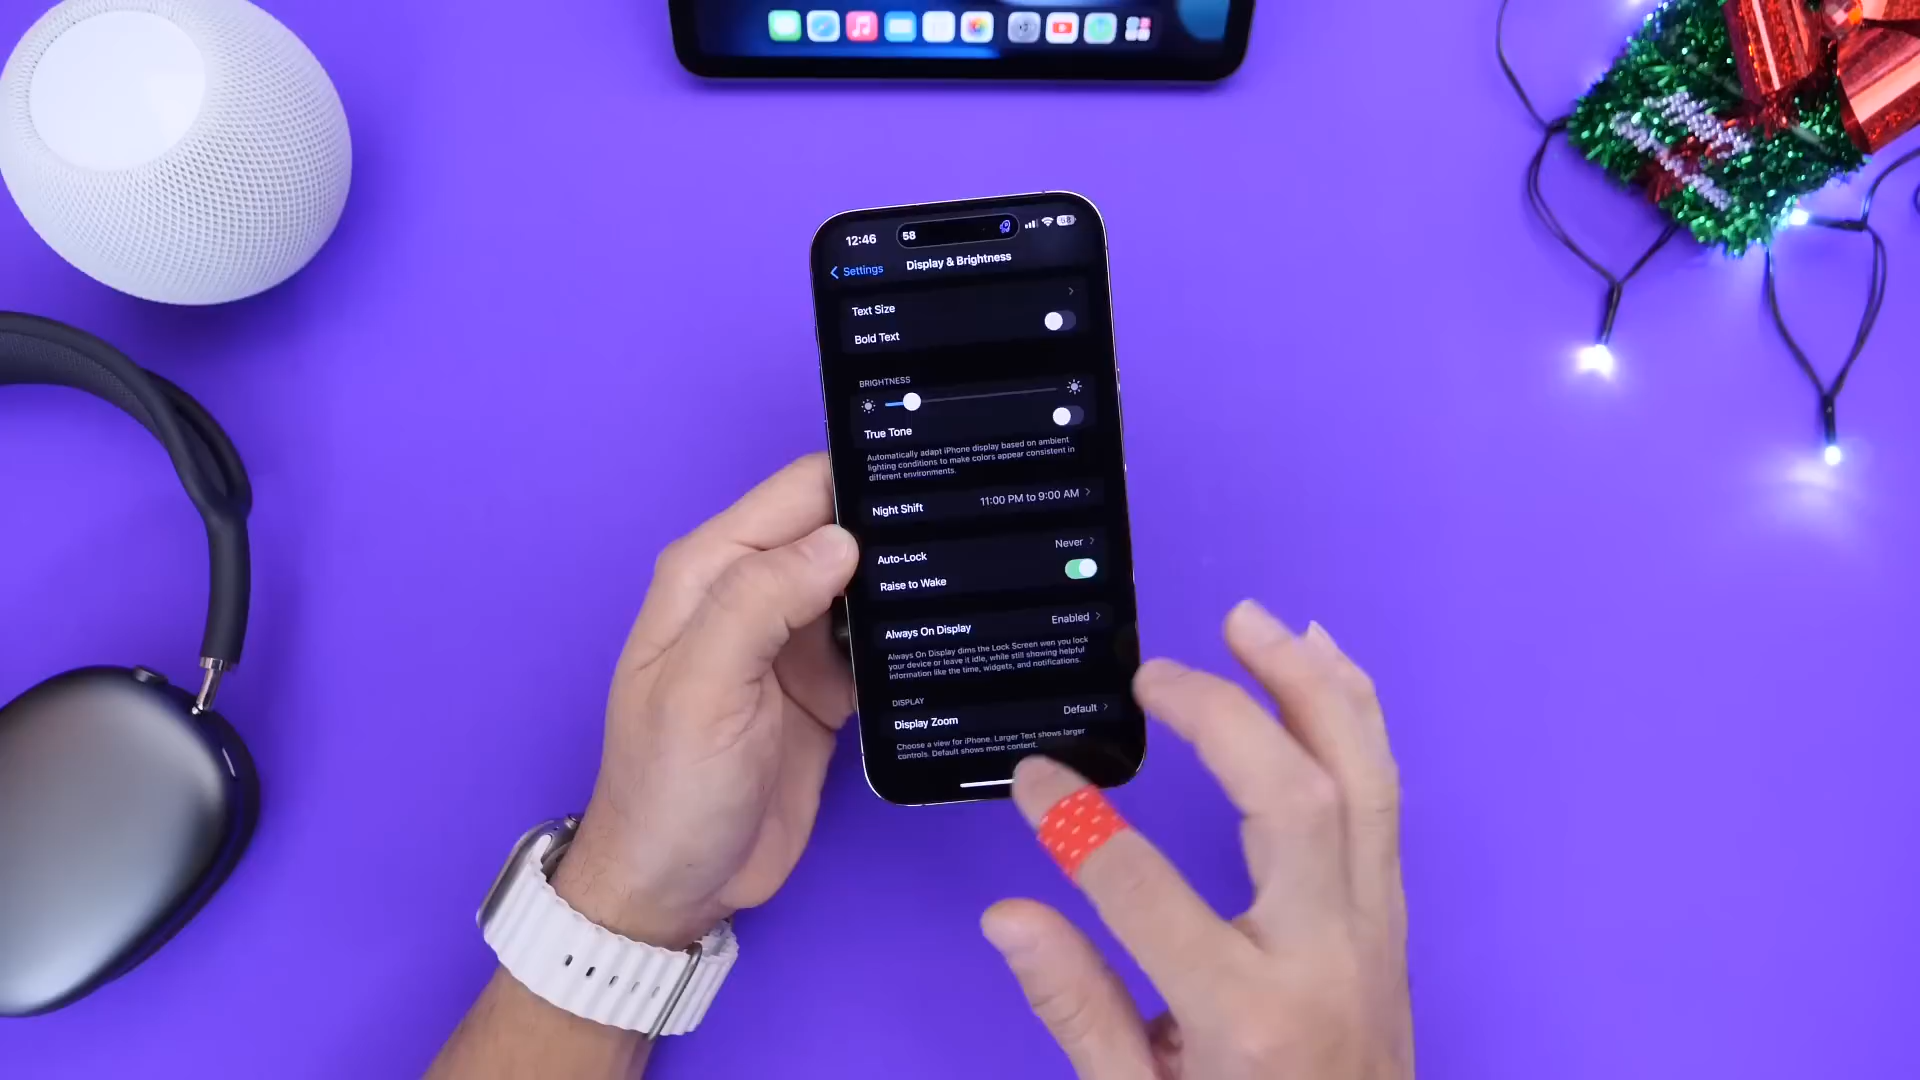 12:46
58
58
Settings
Display & Brightness
Text Size
Bold Text
BRIGHTNESS
True Tone
Automatically adapt iPhone display based on ambient
lighting conditions to make colors appear consistent in
different environments.
Night Shift
11:00 PM to 9:00 AM
Auto-Lock
Never
Raise to Wake
Always On Display
Enabled
Always On Display dims the Lock Screen wen you lock
your device or leave it idle, while still showing helpful
information like the time, widgets, and notifications.
DISPLAY
Display Zoom
Default
Choose a view for iPhone. Larger Text shows larger
controls. Default shows more content.